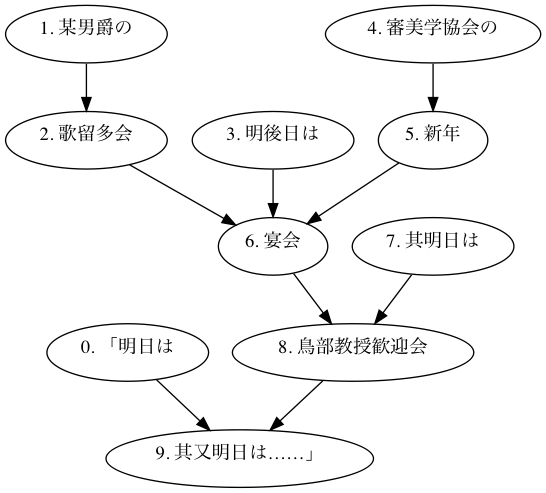 1. 某男爵の
4. 審美学協会の
2. 歌留多会
3. 明後日は
5. 新年
6. 宴会
7. 其明日は
0. 「明日は
8. 鳥部教授歓迎会
9. 其又明日は……」